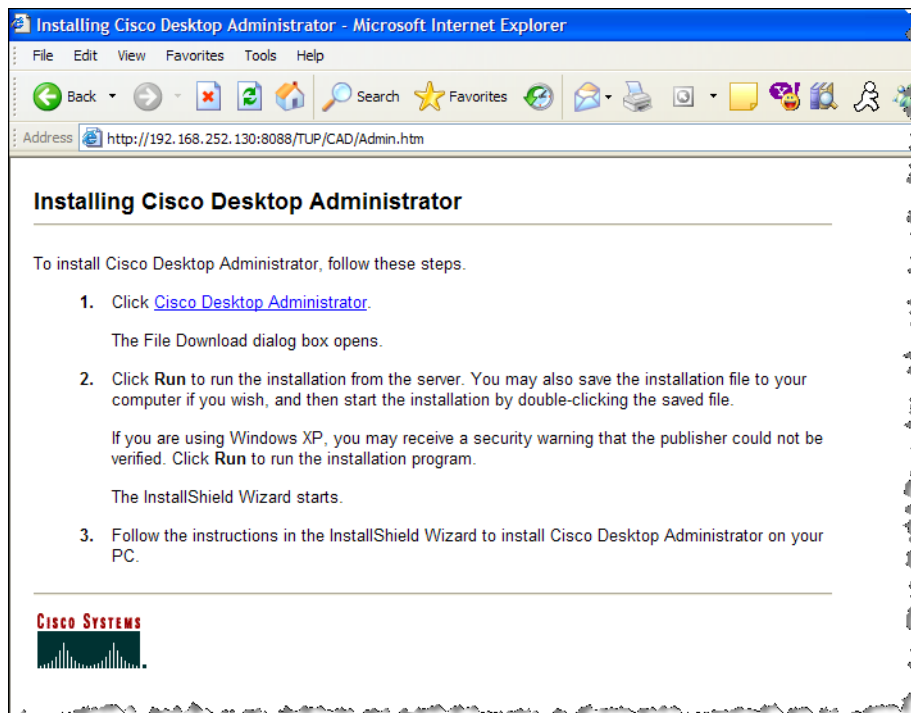 Installing Cisco Desktop Administrator - Microsoft Internet Explorer
File Edit View Favorites Tools Help
Back Search Favorites
Address http://192.168.252.130:8088/TUP/CAD/Admin.htm
Installing Cisco Desktop Administrator
To install Cisco Desktop Administrator, follow these steps.
1. Click Cisco Desktop Administrator.
The File Download dialog box opens.
2. Click Run to run the installation from the server. You may also save the installation file to your
computer if you wish, and then start the installation by double-clicking the saved file.
If you are using Windows XP, you may receive a security warning that the publisher could not be
verified. Click Run to run the installation program.
The InstallShield Wizard starts.
3. Follow the instructions in the InstallShield Wizard to install Cisco Desktop Administrator on your
PC.
CISCO SYSTEMS